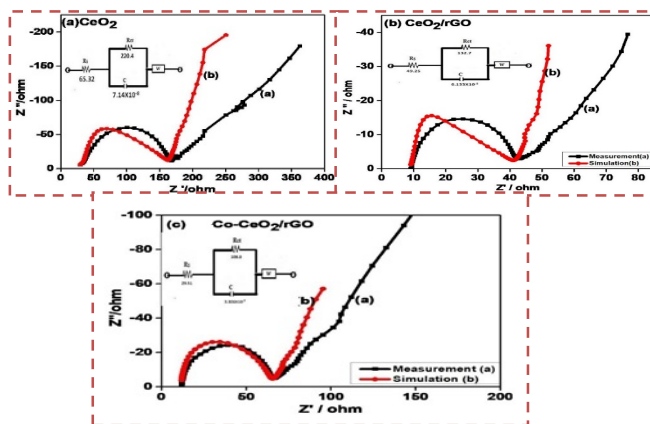 (a)CeO2
-200
-150
-100
-50
0
Z"/ohm
Rct
220.4
Rs
65.32
C
7.14X10-6
W
(b)
(a)
0 50 100 150 200 250 300 350 400
Z'/ohm
(b) CeO2/rGO
-40
-30
-20
-10
0
Z"/ohm
Rct
Rs
C
W
(b)
(a)
Measurement(a)
Simulation(b)
0 10 20 30 40 50 60 70 80
Z'/ohm
(c) Co-CeO2/rGO
-100
-80
-60
-40
-20
0
Z"/ohm
Rct
Rs
C
W
b)
(a)
Measurement (a)
Simulation (b)
0 50 100 150 200
Z' / ohm